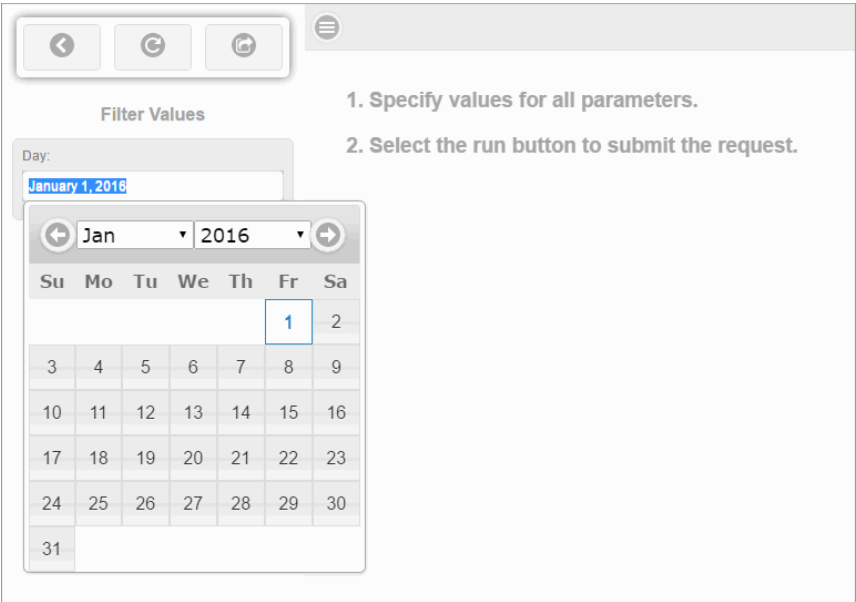 Filter Values
Day:
January 1, 2016
Jan 2016
Su Mo Tu We Th Fr Sa
1 2
3 4 5 6 7 8 9
10 11 12 13 14 15 16
17 18 19 20 21 22 23
24 25 26 27 28 29 30
31
1. Specify values for all parameters.
2. Select the run button to submit the request.